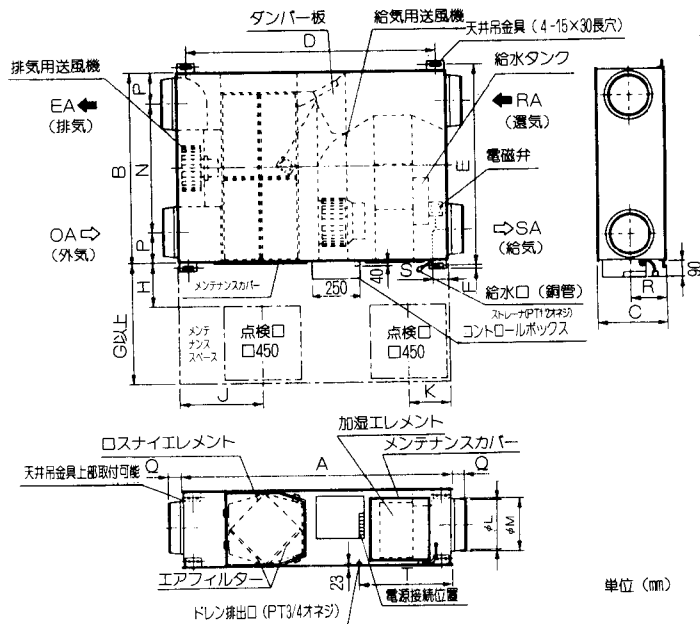 ダンパー板
給気用送風機
天井吊金具(4-15×30長穴)
D
給水タンク
排気用送風機
EA
(排気)
RA
(還気)
電磁弁
OA
(外気)
SA
(給気)
P
N
P
B
E
H
F
S
40
250
メンテナンスカバー
給水口(銅管)
ストレーナ(PT1/2オネジ)
コントロールボックス
G以上
メンテ
ナンス
スペース
点検口
□450
点検口
□450
J
K
R
C
90
ロスナイエレメント
加湿エレメント
メンテナンスカバー
天井吊金具上部取付可能
Q
A
Q
φL
φM
エアフィルター
23
T
電源接続位置
ドレン排出口(PT3/4オネジ)
単位(mm)